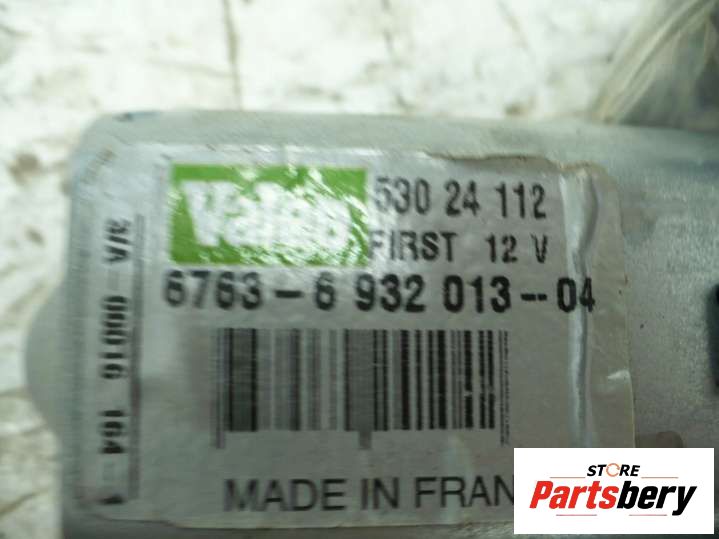 Valeo
530 24 112
FIRST 12 V
6763-6 932 013--04
MADE IN FRAN
STORE
Partsbery